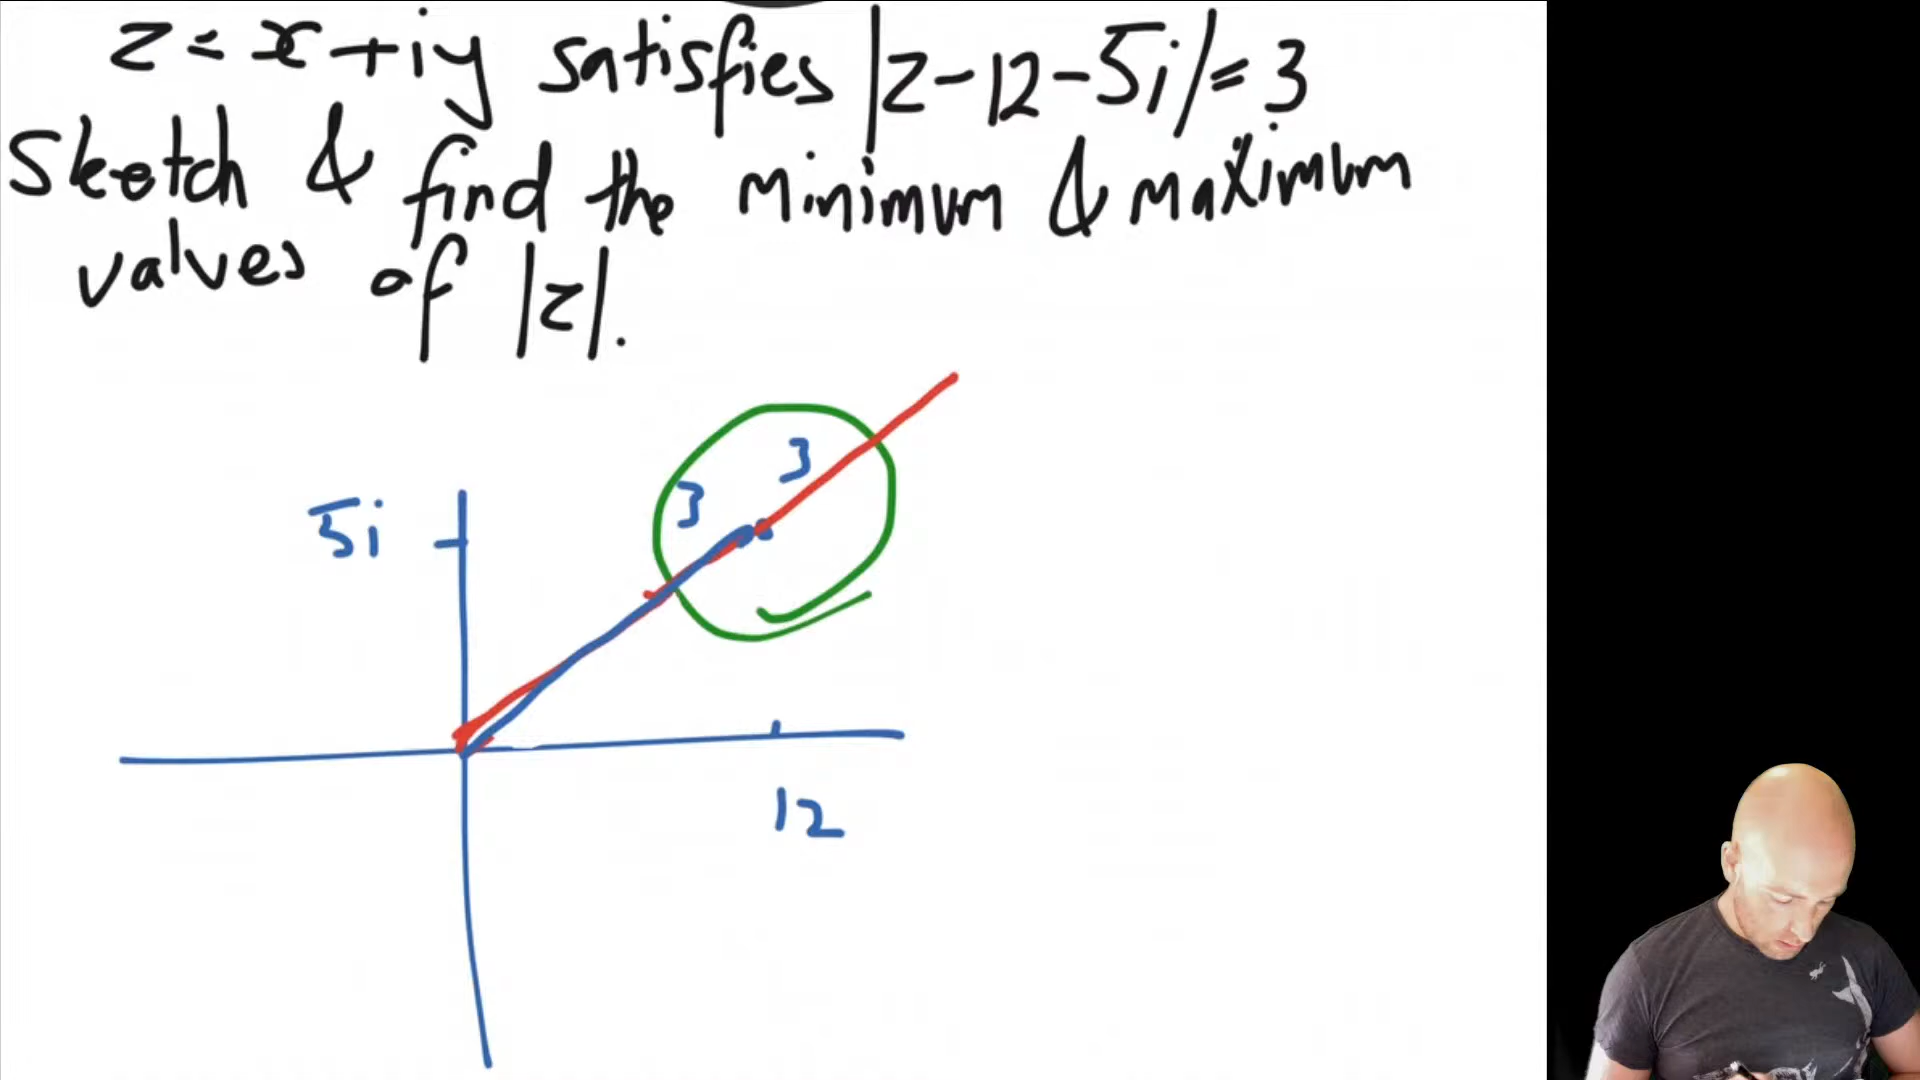 z = x + iy satisfies |z - 12 - 5i| = 3
Sketch & find the minimum & maximum
values of |z|.
3
3
5i
12